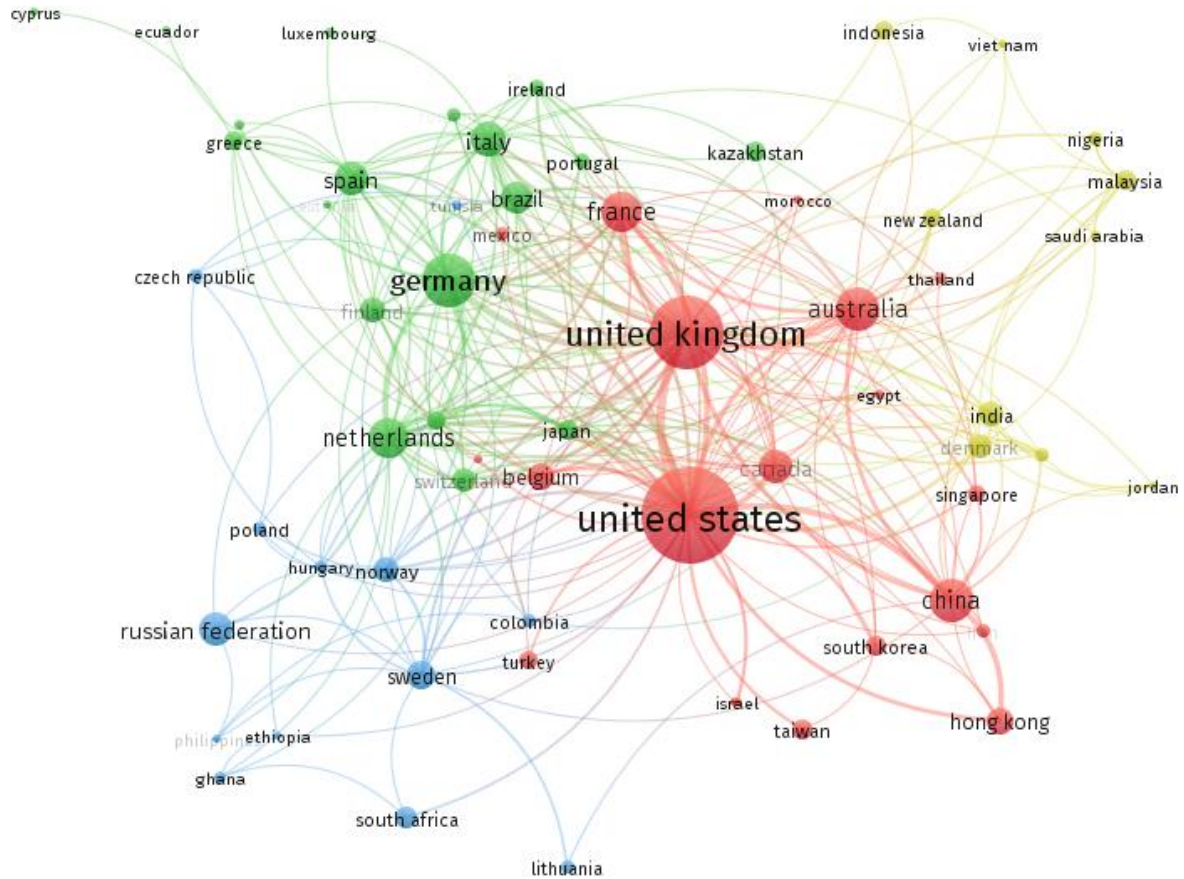 cyprus
ecuador
luxembourg
indonesia
viet nam
ireland
greece
italy
portugal
kazakhstan
nigeria
malaysia
spain
brazil
tunisia
france
morocco
new zealand
mexico
saudi arabia
czech republic
germany
thailand
finland
united kingdom
australia
egypt
india
netherlands
japan
denmark
switzerland
belgium
canada
singapore
jordan
united states
poland
hungary
norway
china
russian federation
colombia
south korea
turkey
sweden
israel
taiwan
hong kong
philippines
ethiopia
ghana
south africa
lithuania